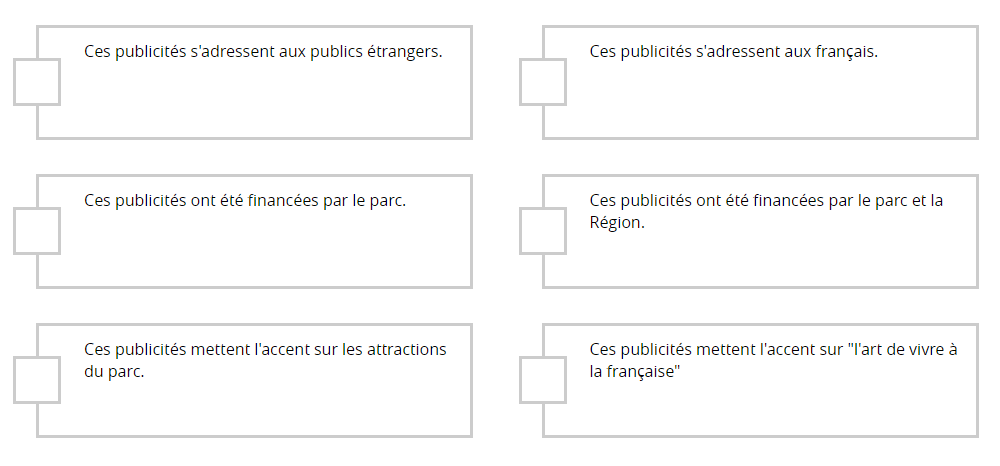 Ces publicités s'adressent aux publics étrangers.
Ces publicités s'adressent aux français.
Ces publicités ont été financées par le parc.
Ces publicités ont été financées par le parc et la
Région.
Ces publicités mettent l'accent sur les attractions
du parc.
Ces publicités mettent l'accent sur "l'art de vivre à
la française"